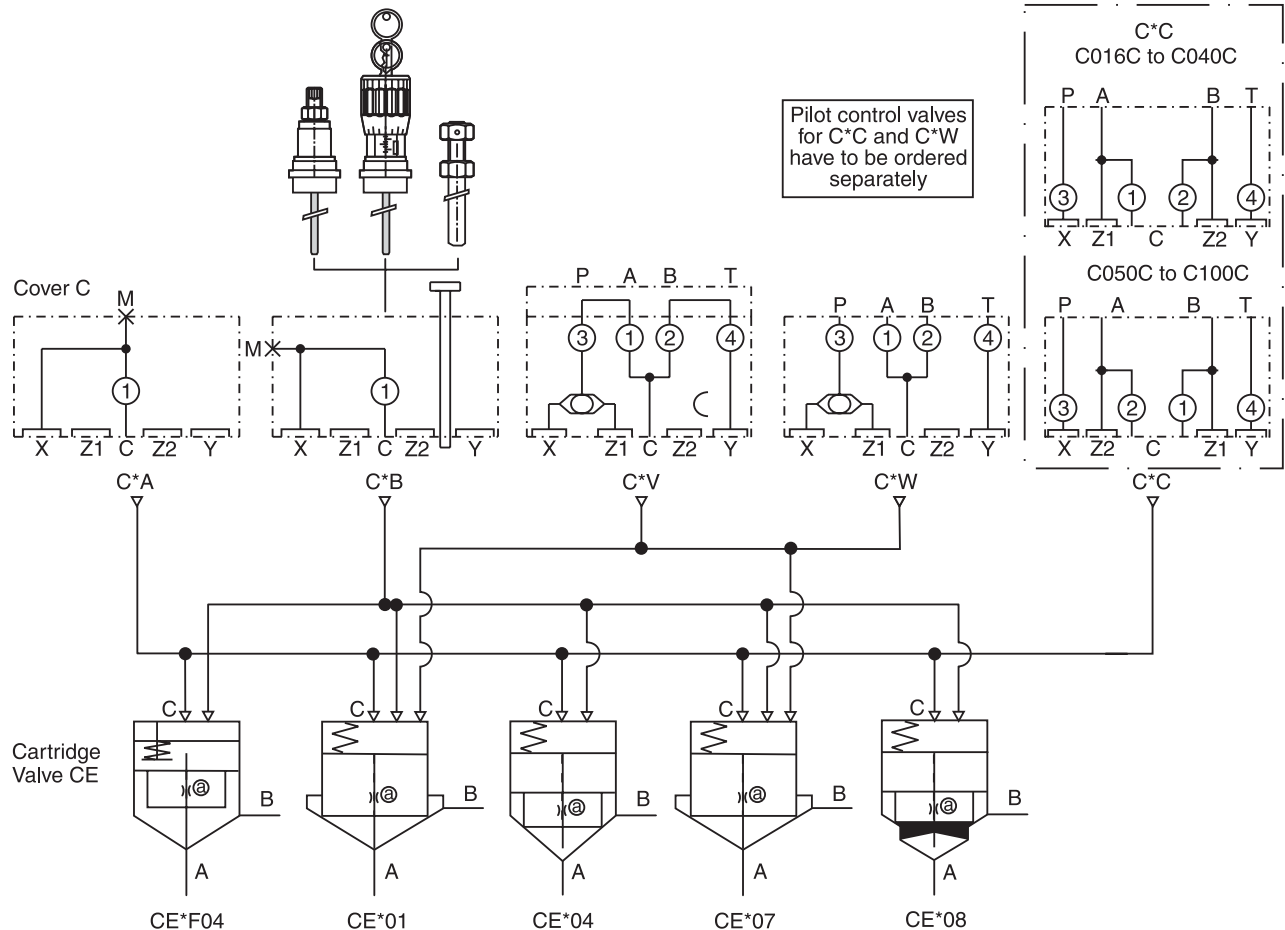 C*C
C016C to C040C
P A B T
3 1 2 4
X Z1 C Z2 Y
C050C to C100C
P A B T
3 2 1 4
X Z2 C Z1 Y
Pilot control valves
for C*C and C*W
have to be ordered
separately
Cover C
M
1
X Z1 C Z2 Y
M
1
X Z1 C Z2 Y
P A B T
3 1 2 4
X Z1 C Z2 Y
P A B T
3 1 2 4
X Z1 C Z2 Y
C*A C*B C*V C*W C*C
Cartridge
Valve CE
C C C C C
a a a a a
B B B B B
A A A A A
CE*F04 CE*01 CE*04 CE*07 CE*08